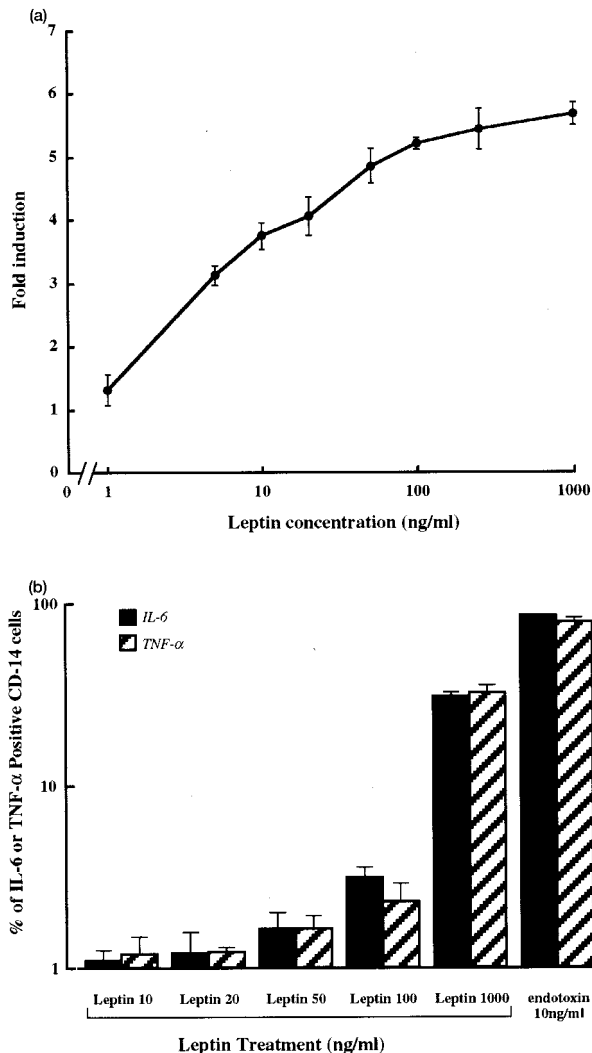 (a)
7
6
5
4
3
2
1
0
Fold induction
0 1 10 100 1000
Leptin concentration (ng/ml)
(b)
100
10
1
% of IL-6 or TNF-α Positive CD-14 cells
IL-6
TNF-α
Leptin 10 Leptin 20 Leptin 50 Leptin 100 Leptin 1000 endotoxin
10ng/ml
Leptin Treatment (ng/ml)